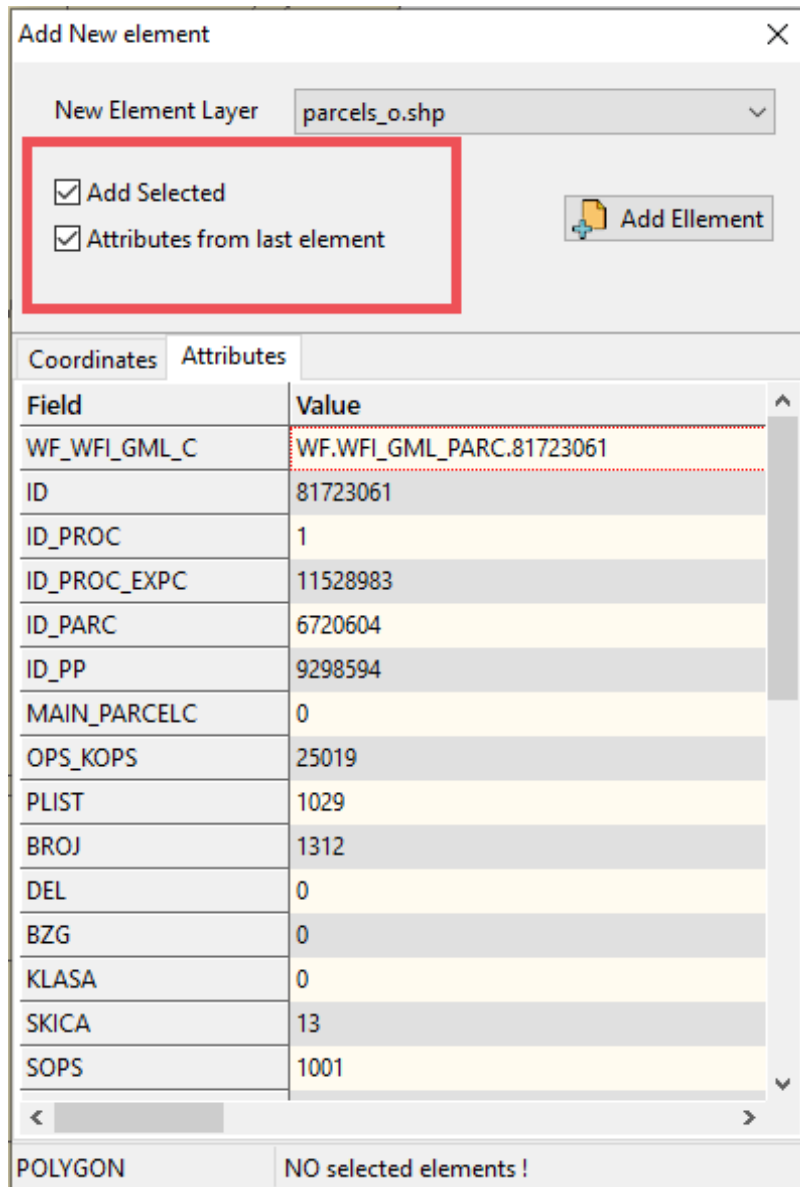 Add New element
New Element Layer parcels_o.shp
Add Selected
Add Ellement
Attributes from last element
Coordinates Attributes
Field Value
WF_WFI_GML_C WF.WFI_GML_PARC.81723061
ID 81723061
ID_PROC 1
ID_PROC_EXPC 11528983
ID_PARC 6720604
ID_PP 9298594
MAIN_PARCELC 0
OPS_KOPS 25019
PLIST 1029
BROJ 1312
DEL 0
BZG 0
KLASA 0
SKICA 13
SOPS 1001
POLYGON NO selected elements !